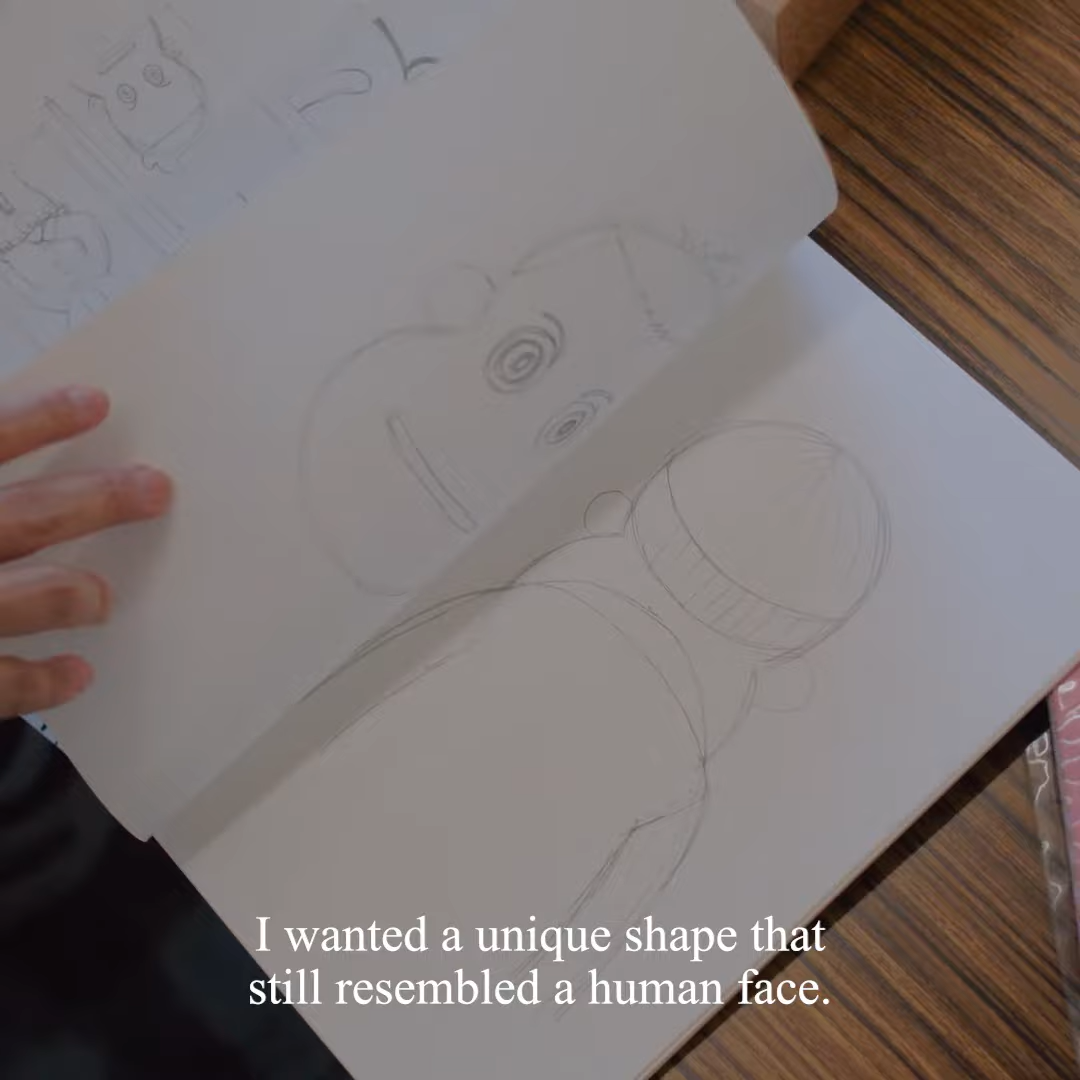 I wanted a unique shape that
still resembled a human face.